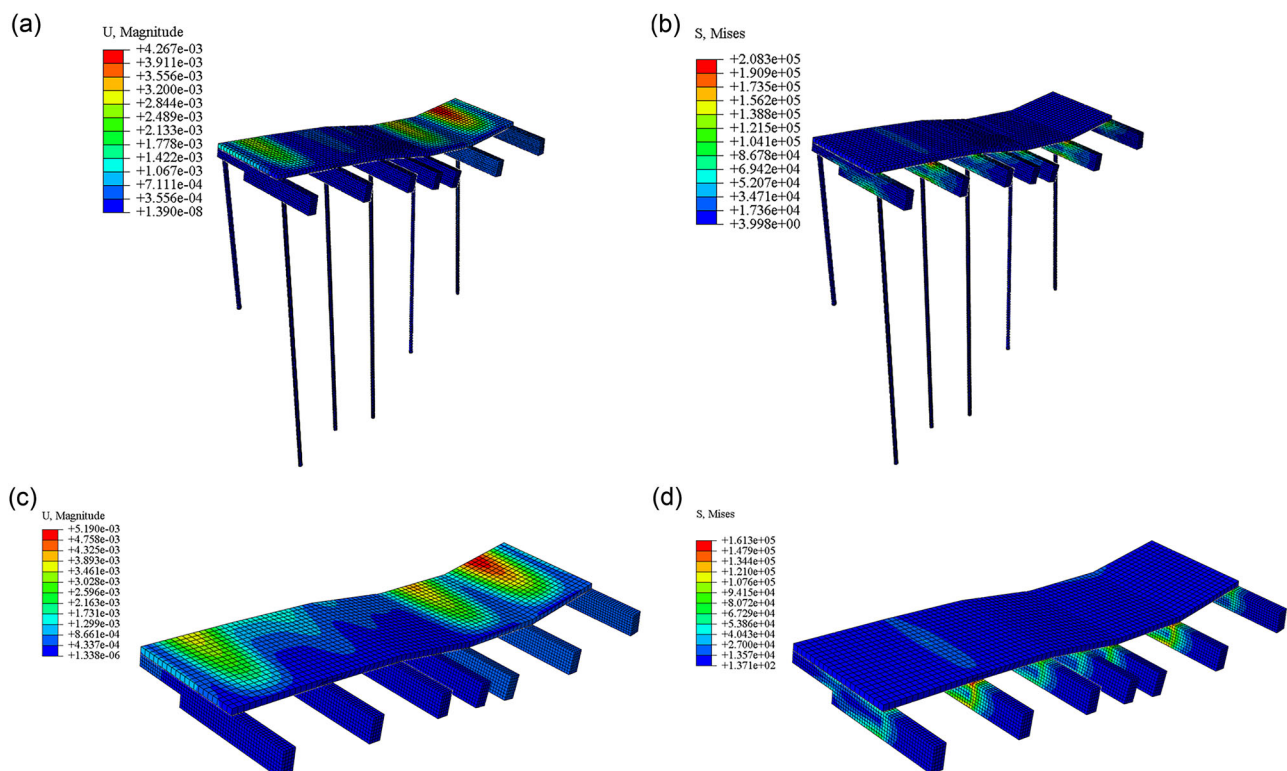 (a)
U, Magnitude
+4.267e-03
+3.911e-03
+3.556e-03
+3.200e-03
+2.844e-03
+2.489e-03
+2.133e-03
+1.778e-03
+1.422e-03
+1.067e-03
+7.111e-04
+3.556e-04
+1.390e-08
(b)
S, Mises
+2.083e+05
+1.909e+05
+1.735e+05
+1.562e+05
+1.388e+05
+1.215e+05
+1.041e+05
+8.678e+04
+6.942e+04
+5.207e+04
+3.471e+04
+1.736e+04
+3.998e+00
(c)
U, Magnitude
+5.190e-03
+4.758e-03
+4.325e-03
+3.893e-03
+3.461e-03
+3.028e-03
+2.596e-03
+2.163e-03
+1.731e-03
+1.299e-03
+8.661e-04
+4.337e-04
+1.338e-06
(d)
S, Mises
+1.613e+05
+1.479e+05
+1.344e+05
+1.210e+05
+1.076e+05
+9.415e+04
+8.072e+04
+6.729e+04
+5.386e+04
+4.043e+04
+2.700e+04
+1.357e+04
+1.371e+02